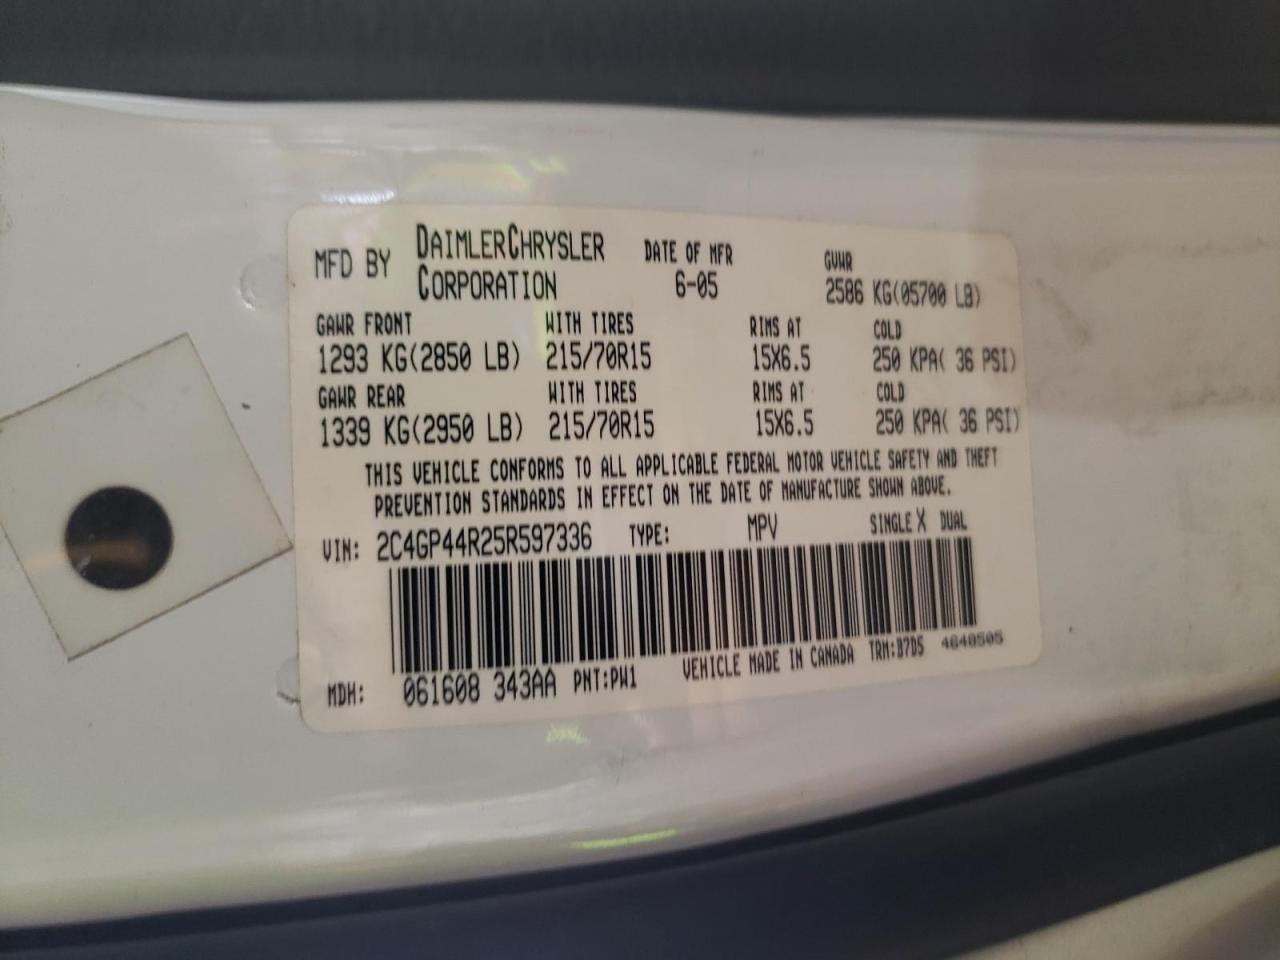 MFD BY DAIMLERCHRYSLER CORPORATION DATE OF MFR 6-05 GVWR 2586 KG(05700 LB)
GAWR FRONT WITH TIRES RIMS AT COLD
1293 KG(2850 LB) 215/70R15 15X6.5 250 KPA( 36 PSI)
GAWR REAR WITH TIRES RIMS AT COLD
1339 KG(2950 LB) 215/70R15 15X6.5 250 KPA( 36 PSI)
THIS VEHICLE CONFORMS TO ALL APPLICABLE FEDERAL MOTOR VEHICLE SAFETY AND THEFT
PREVENTION STANDARDS IN EFFECT ON THE DATE OF MANUFACTURE SHOWN ABOVE.
VIN: 2C4GP44R25R597336 TYPE: MPV SINGLE X DUAL
MDH: 061608 343AA PNT:PW1 VEHICLE MADE IN CANADA TRM:B7D5 4648505